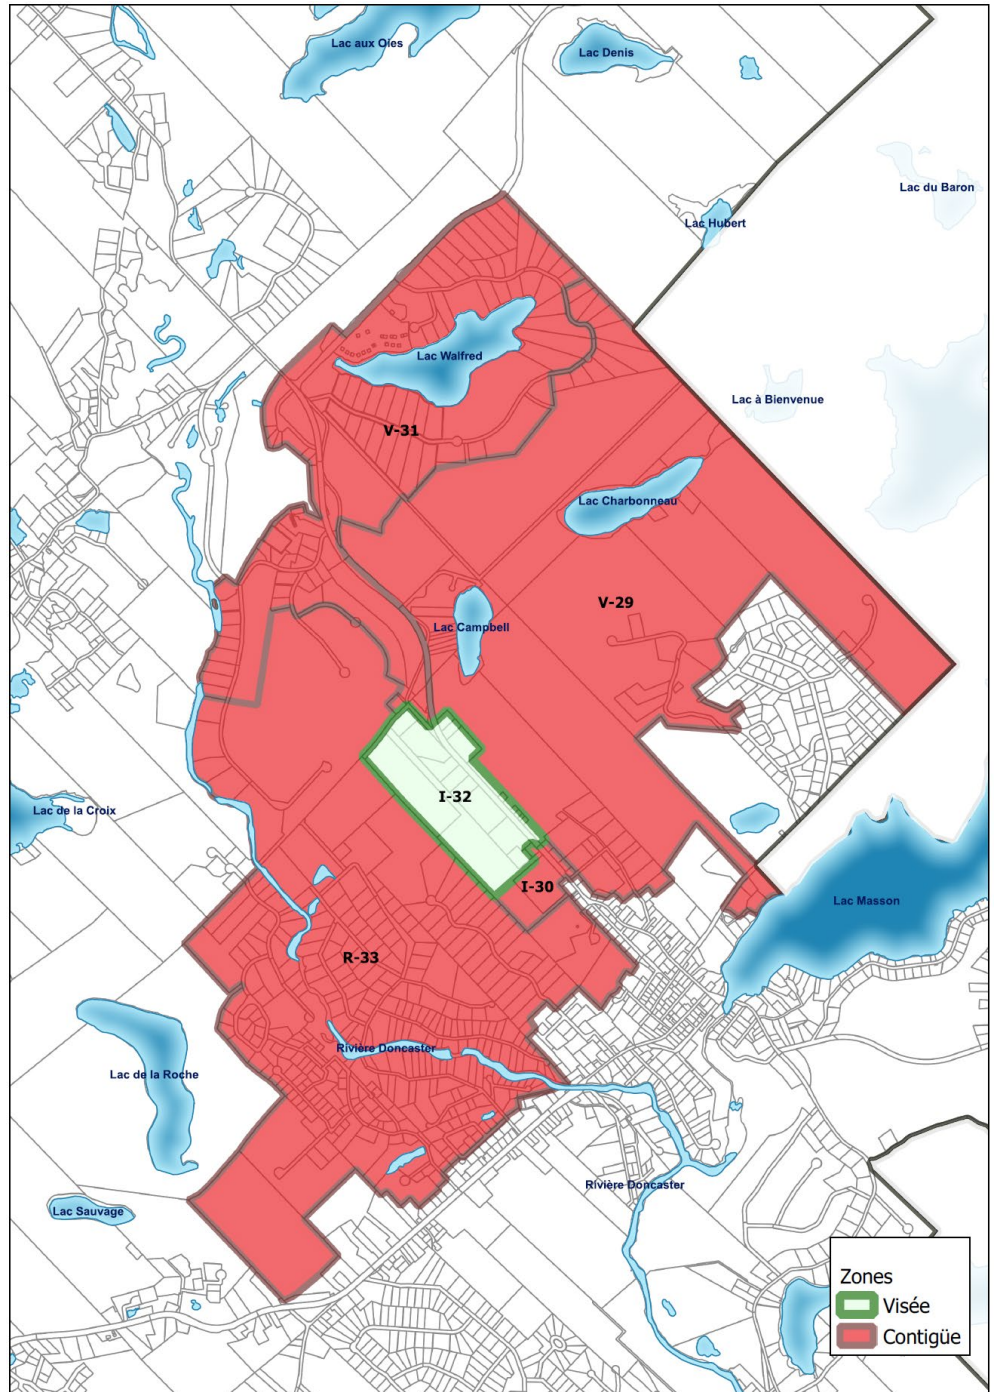 Lac aux Oies
Lac Denis
Lac du Baron
Lac Hubert
Lac Walfred
Lac à Bienvenue
V-31
Lac Charbonneau
V-29
Lac Campbell
I-32
Lac de la Croix
I-30
Lac Masson
R-33
Rivière Doncaster
Lac de la Roche
Rivière Doncaster
Lac Sauvage
Zones
Visée
Contigüe